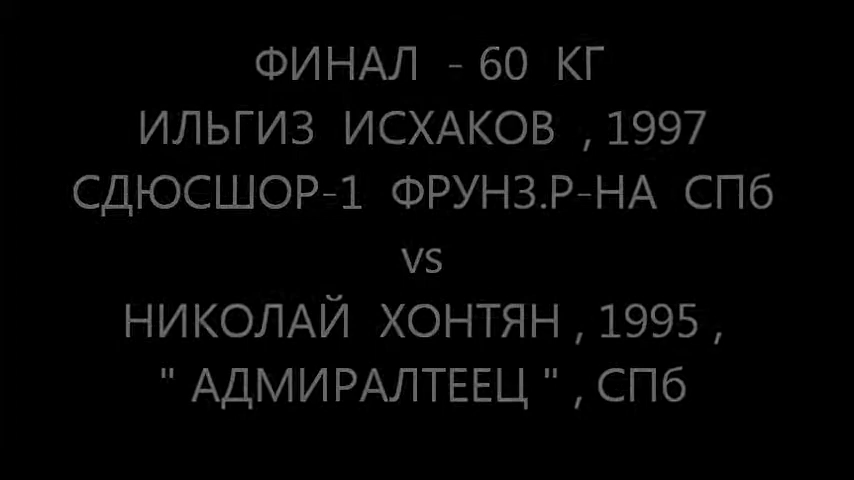 ФИНАЛ - 60 КГ
ИЛЬГИЗ ИСХАКОВ , 1997
СДЮСШОР-1 ФРУНЗ.Р-НА СПб
vs
НИКОЛАЙ ХОНТЯН , 1995 ,
" АДМИРАЛТЕЕЦ " , СПб